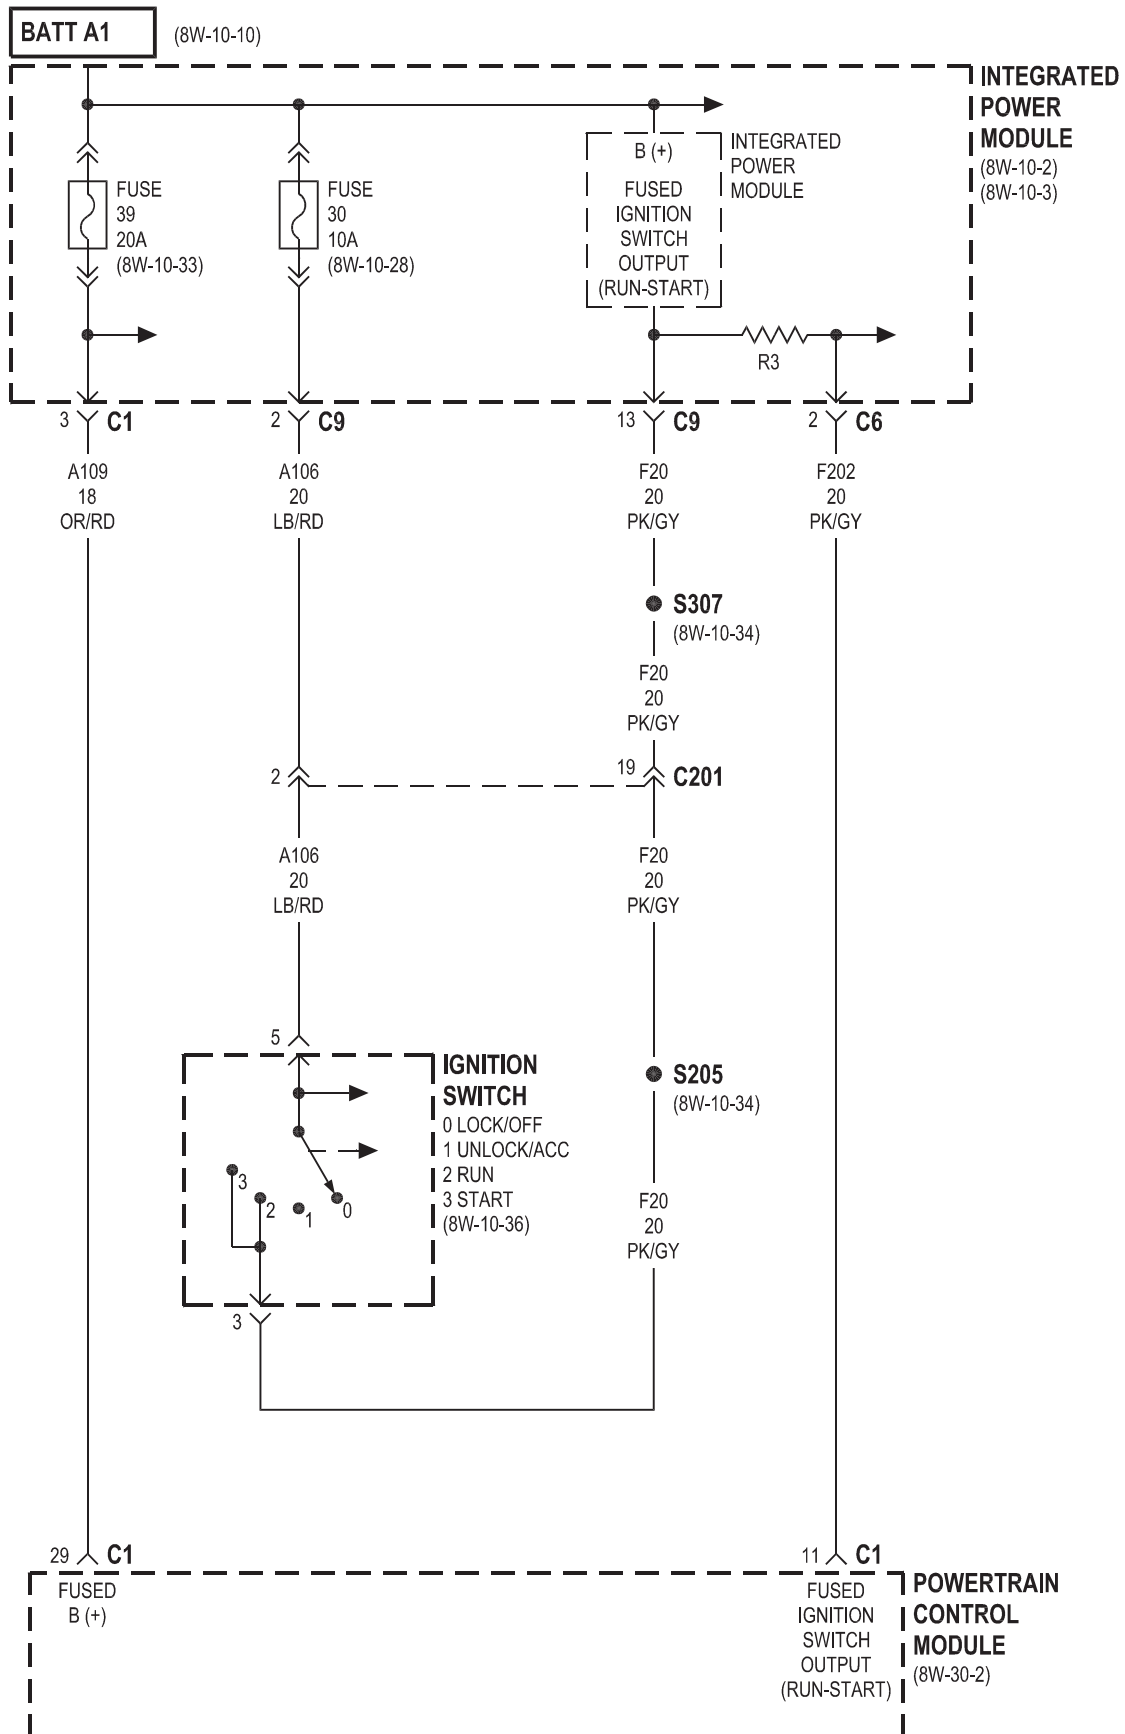 BATT A1
(8W-10-10)
INTEGRATED
POWER
MODULE
(8W-10-2)
(8W-10-3)
FUSE
39
20A
(8W-10-33)
FUSE
30
10A
(8W-10-28)
B (+)
FUSED
IGNITION
SWITCH
OUTPUT
(RUN-START)
INTEGRATED
POWER
MODULE
R3
3 C1
2 C9
13 C9
2 C6
A109
18
OR/RD
A106
20
LB/RD
F20
20
PK/GY
F202
20
PK/GY
S307
(8W-10-34)
F20
20
PK/GY
2
19 C201
A106
20
LB/RD
F20
20
PK/GY
5
IGNITION
SWITCH
0 LOCK/OFF
1 UNLOCK/ACC
2 RUN
3 START
(8W-10-36)
3
2
1
0
3
S205
(8W-10-34)
F20
20
PK/GY
29 C1
11 C1
FUSED
B (+)
FUSED
IGNITION
SWITCH
OUTPUT
(RUN-START)
POWERTRAIN
CONTROL
MODULE
(8W-30-2)